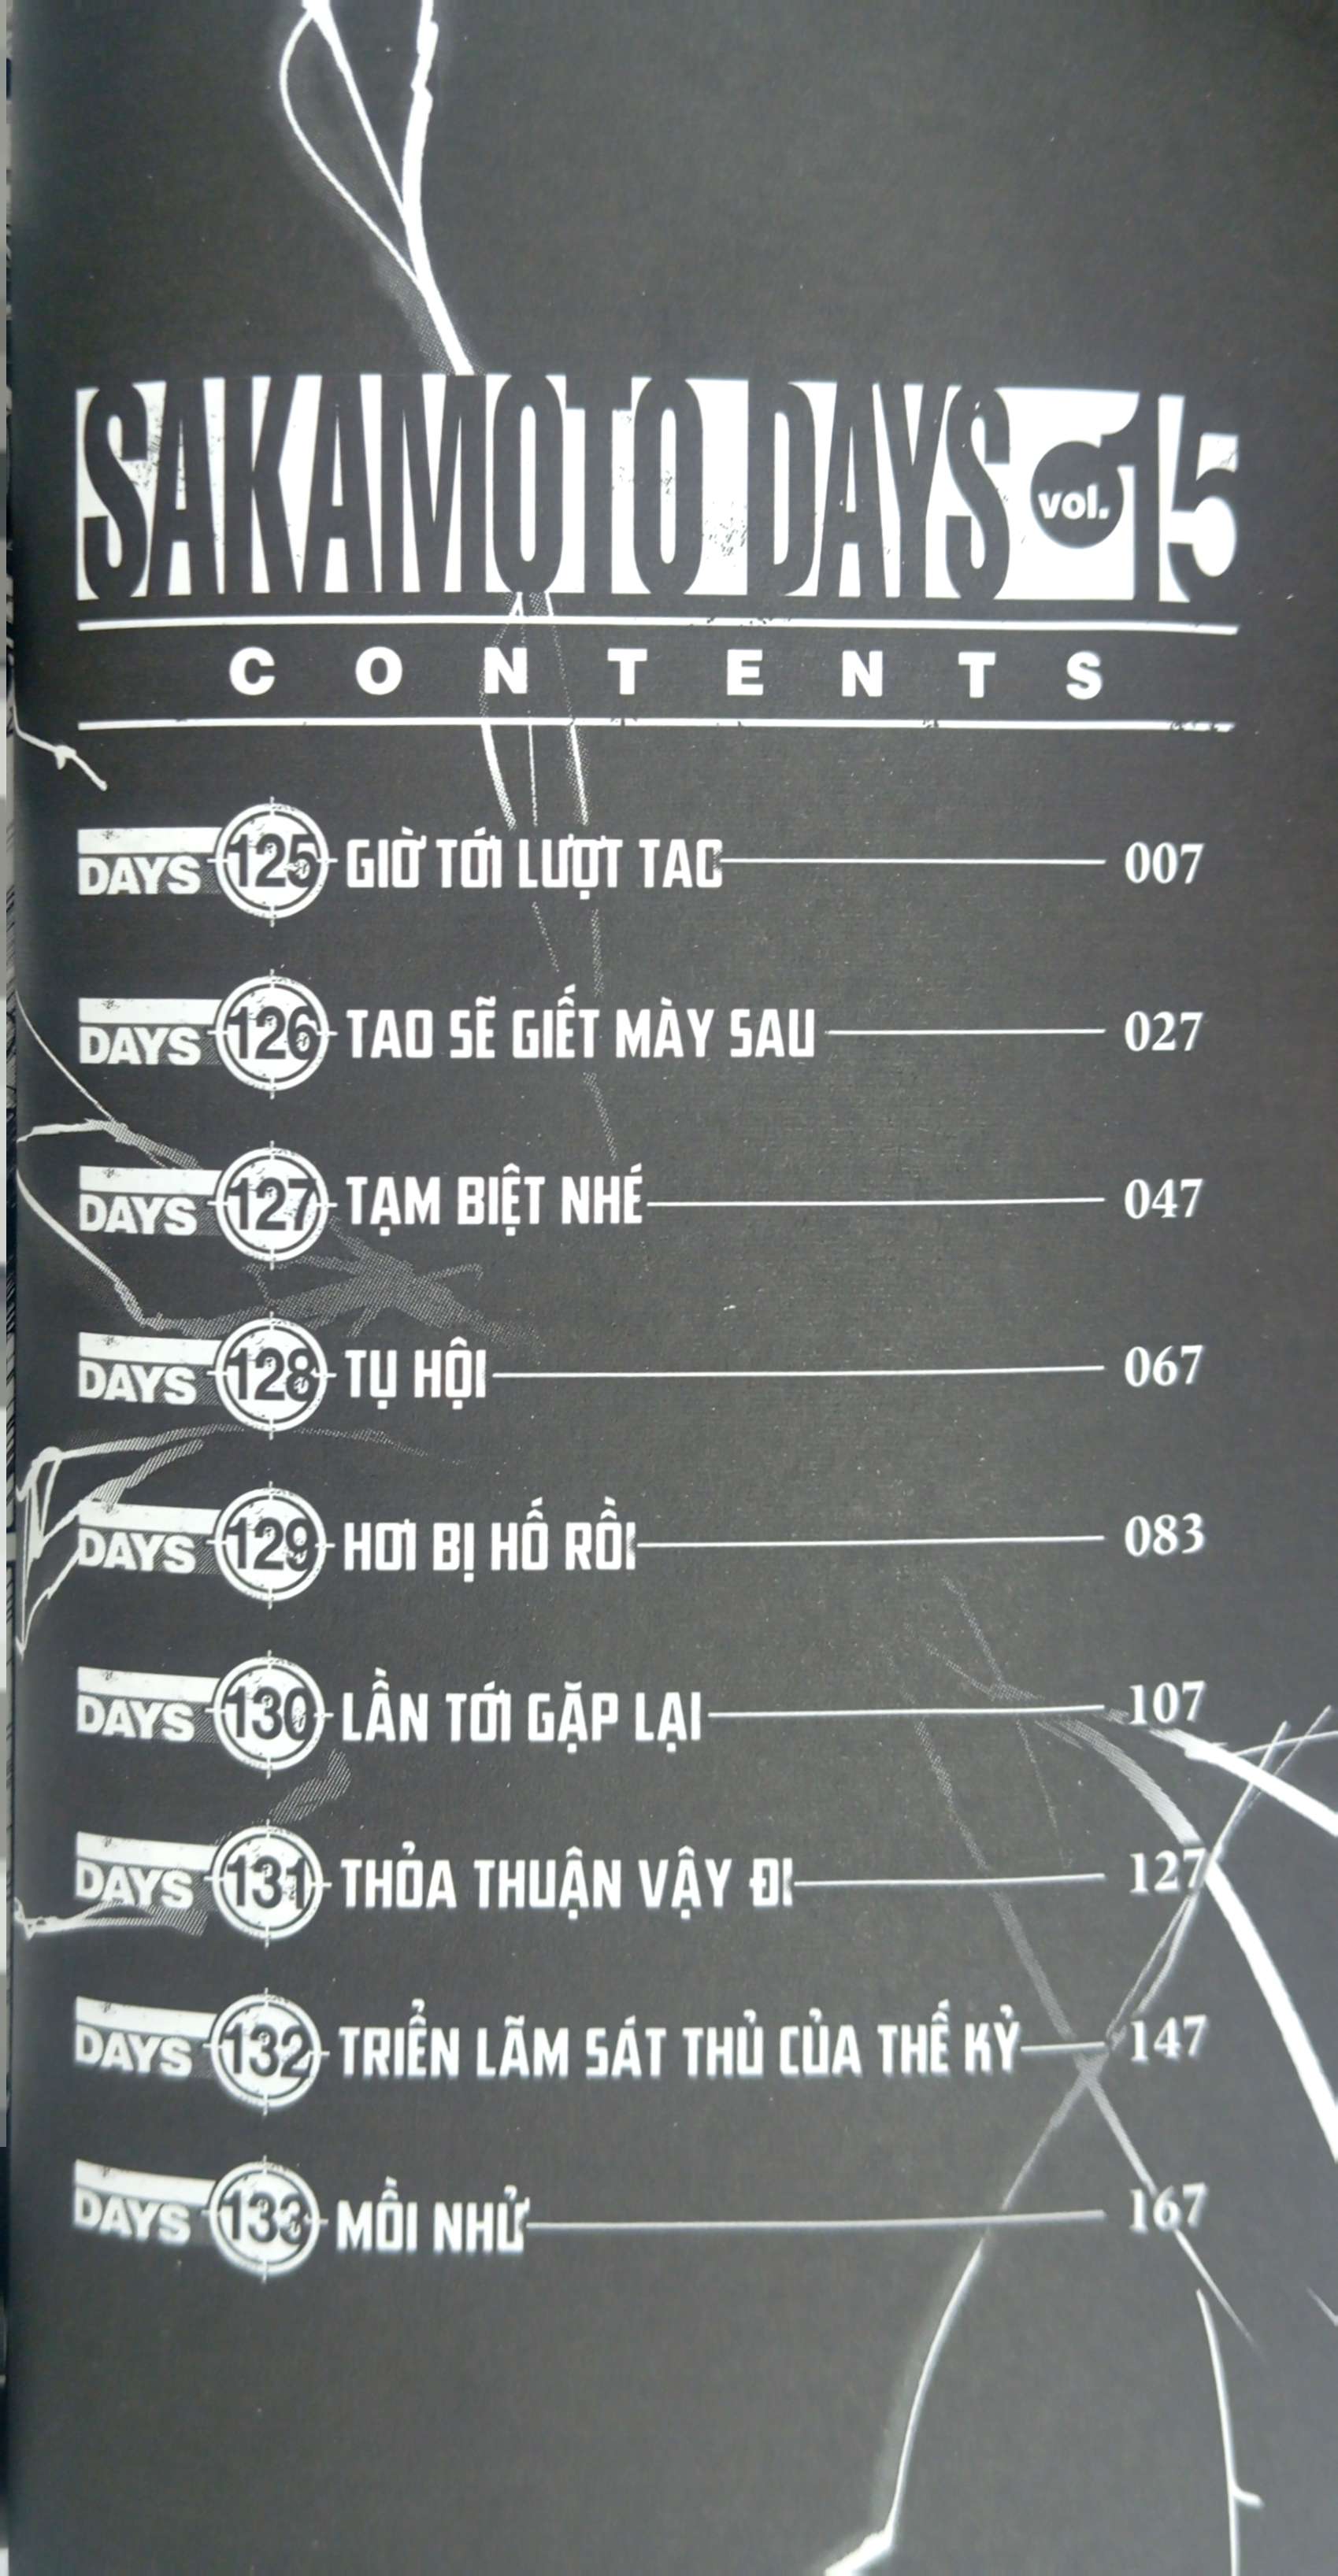 SAKAMOTO DAYS vol. 15
CONTENTS
DAYS 125 GIỜ TỚI LƯỢT TAO 007
DAYS 126 TAO SẼ GIẾT MÀY SAU 027
DAYS 127 TẠM BIỆT NHÉ 047
DAYS 128 TỤ HỘI 067
DAYS 129 HƠI BỊ HỐ RỒI 083
DAYS 130 LẦN TỚI GẶP LẠI 107
DAYS 131 THỎA THUẬN VẬY ĐI 127
DAYS 132 TRIỂN LÃM SÁT THỦ CỦA THẾ KỶ 147
DAYS 133 MỒI NHỬ 167